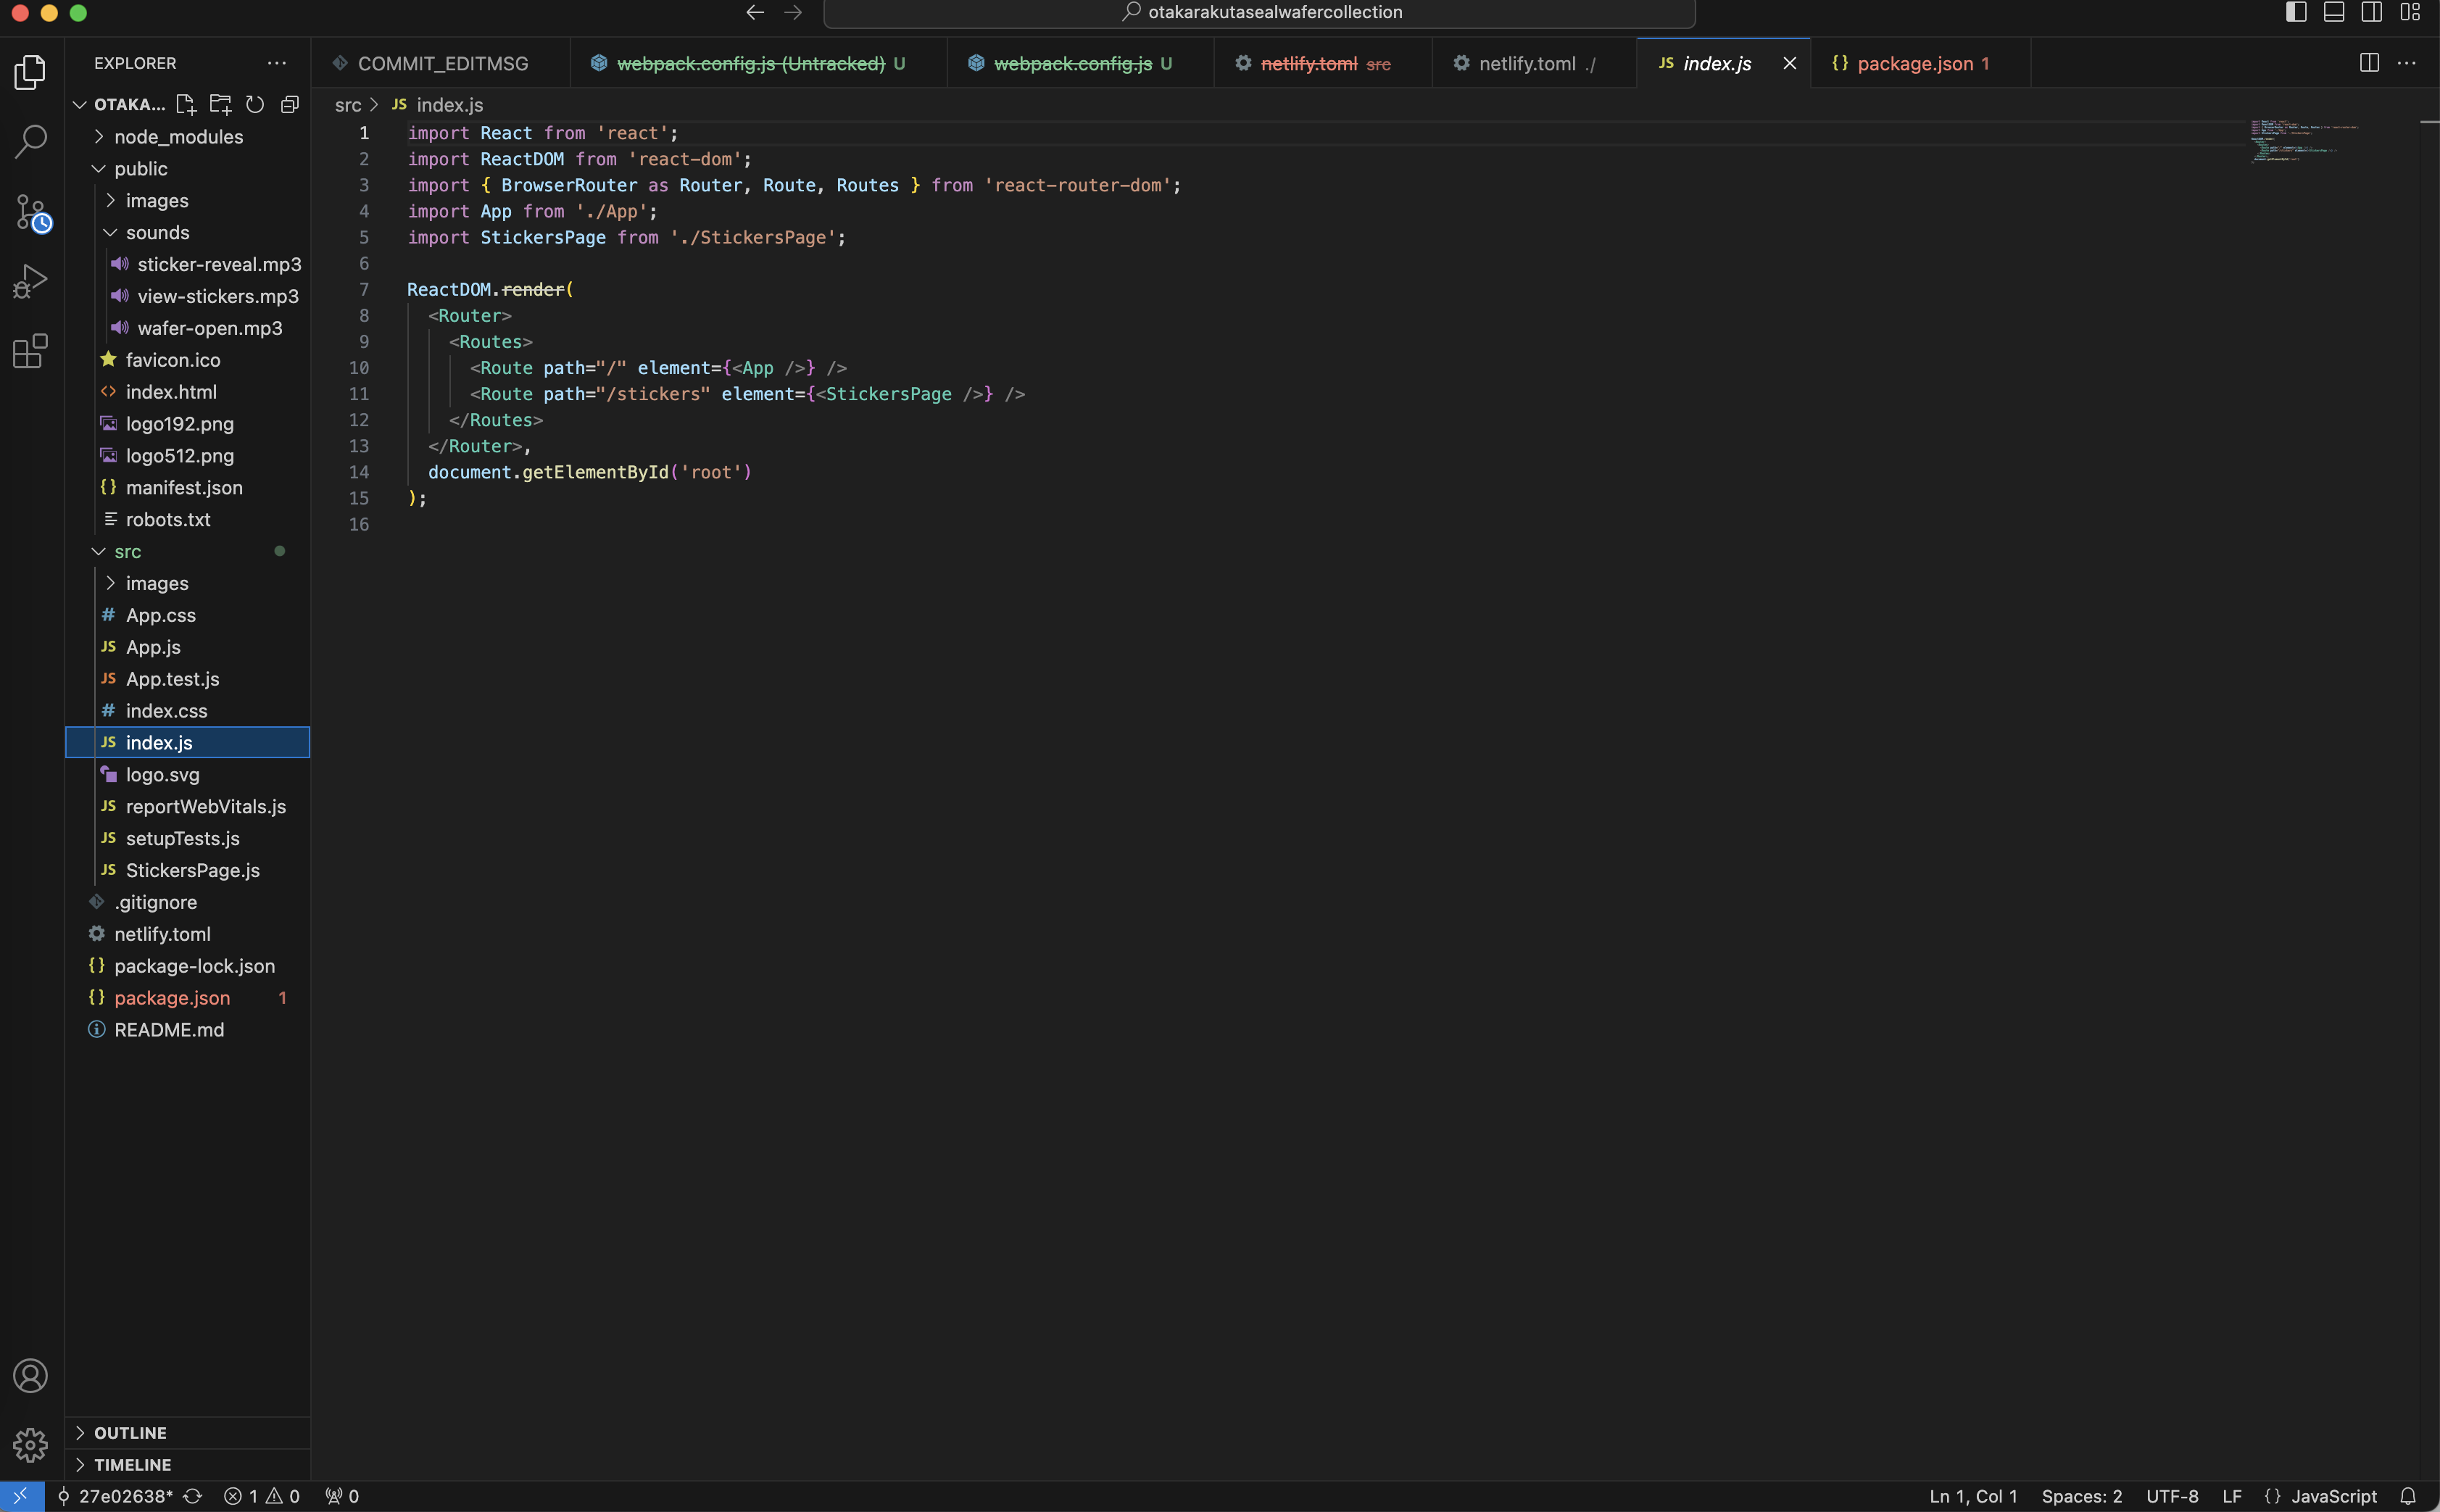 otakarakutasealwafercollection
EXPLORER
COMMIT_EDITMSG
webpack.config.js (Untracked) U
webpack.config.js U
netlify.toml src
netlify.toml ./
JS index.js
{} package.json 1
OTAKA...
src > JS index.js
node_modules
public
images
sounds
sticker-reveal.mp3
view-stickers.mp3
wafer-open.mp3
favicon.ico
<> index.html
logo192.png
logo512.png
{} manifest.json
robots.txt
src
images
# App.css
JS App.js
JS App.test.js
# index.css
JS index.js
logo.svg
JS reportWebVitals.js
JS setupTests.js
JS StickersPage.js
.gitignore
netlify.toml
{} package-lock.json
{} package.json 1
README.md
OUTLINE
TIMELINE
1 import React from 'react';
2 import ReactDOM from 'react-dom';
3 import { BrowserRouter as Router, Route, Routes } from 'react-router-dom';
4 import App from './App';
5 import StickersPage from './StickersPage';
6
7 ReactDOM.render(
8 <Router>
9 <Routes>
10 <Route path="/" element={<App />} />
11 <Route path="/stickers" element={<StickersPage />} />
12 </Routes>
13 </Router>,
14 document.getElementById('root')
15 );
16
27e02638* 1 0 0
Ln 1, Col 1 Spaces: 2 UTF-8 LF {} JavaScript